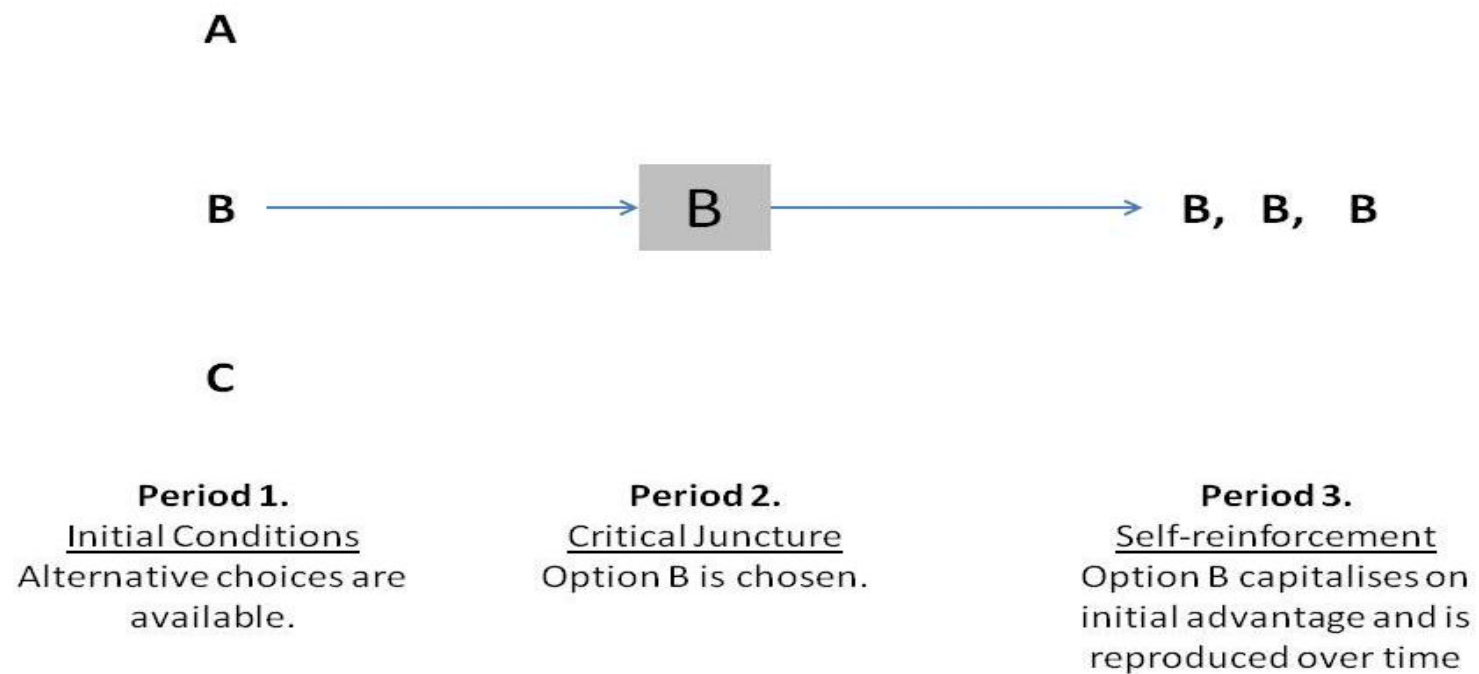 A
B
B
B, B, B
C
Period 1.
Initial Conditions
Alternative choices are
available.
Period 2.
Critical Juncture
Option B is chosen.
Period 3.
Self-reinforcement
Option B capitalises on
initial advantage and is
reproduced over time